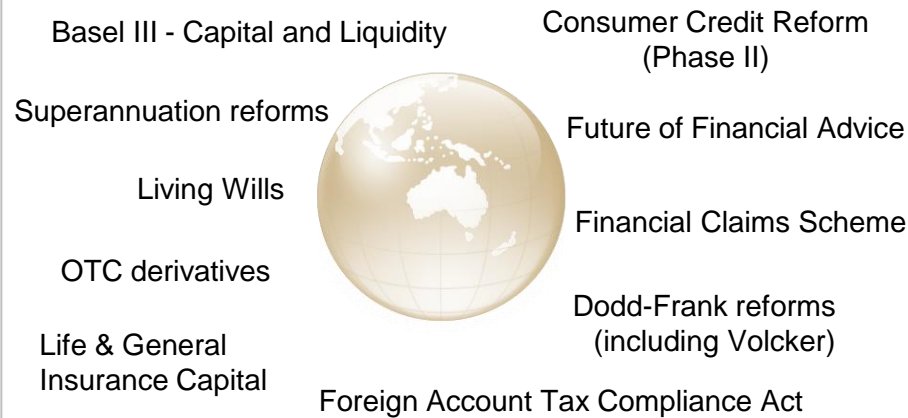 Basel III - Capital and Liquidity
Consumer Credit Reform
(Phase II)
Superannuation reforms
Future of Financial Advice
Living Wills
Financial Claims Scheme
OTC derivatives
Dodd-Frank reforms
(including Volcker)
Life & General
Insurance Capital
Foreign Account Tax Compliance Act